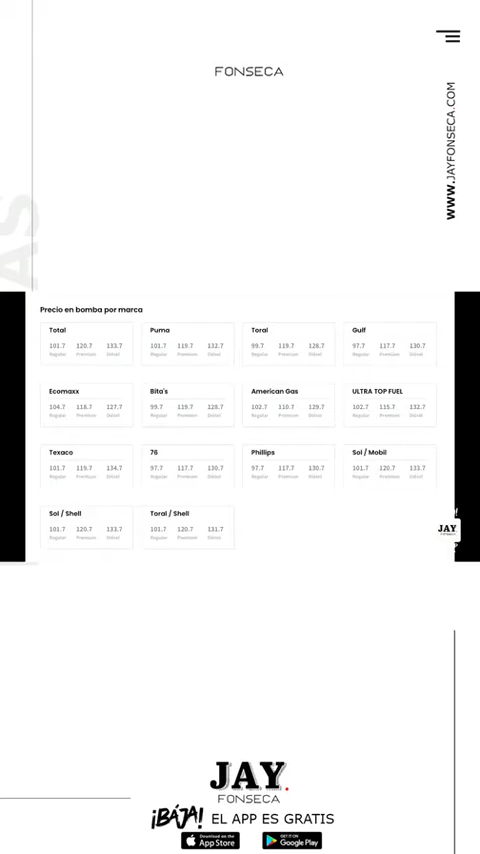 FONSECA
WWW.JAYFONSECA.COM
AS
Precio en bomba por marca
Total
101.7 120.7 133.7
Regular Premium Diésel
Puma
101.7 119.7 132.7
Regular Premium Diésel
Toral
99.7 119.7 128.7
Regular Premium Diésel
Gulf
97.7 117.7 130.7
Regular Premium Diésel
Ecomaxx
104.7 118.7 127.7
Regular Premium Diésel
Bita's
99.7 119.7 128.7
Regular Premium Diésel
American Gas
102.7 110.7 129.7
Regular Premium Diésel
ULTRA TOP FUEL
102.7 115.7 132.7
Regular Premium Diésel
Texaco
101.7 119.7 134.7
Regular Premium Diésel
76
97.7 117.7 130.7
Regular Premium Diésel
Phillips
97.7 117.7 130.7
Regular Premium Diésel
Sol / Mobil
101.7 120.7 133.7
Regular Premium Diésel
Sol / Shell
101.7 120.7 133.7
Regular Premium Diésel
Toral / Shell
101.7 120.7 131.7
Regular Premium Diésel
JAY
FONSECA
JAY.
FONSECA
¡BÁJA! EL APP ES GRATIS
Download on the
App Store
GET IT ON
Google Play